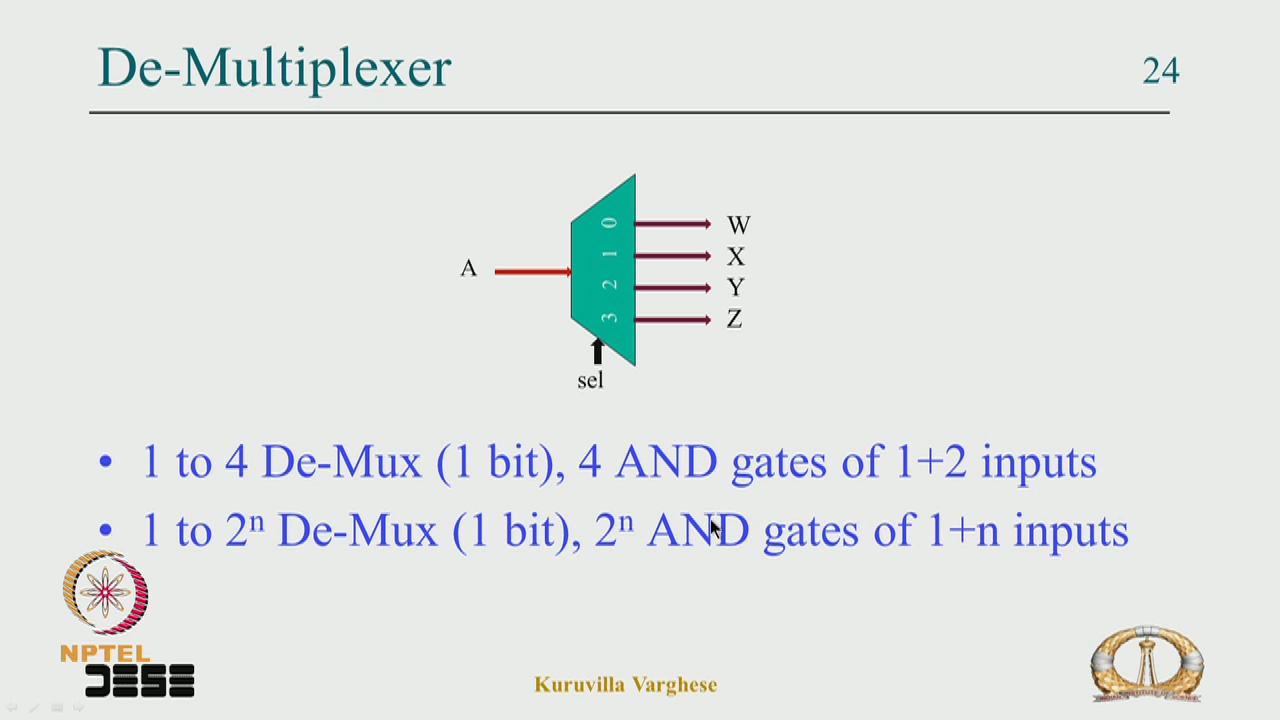 De-Multiplexer
24
0
W
1
X
A
2
Y
3
Z
sel
• 1 to 4 De-Mux (1 bit), 4 AND gates of 1+2 inputs
• 1 to 2ⁿ De-Mux (1 bit), 2ⁿ AND gates of 1+n inputs
NPTEL
DESE
Kuruvilla Varghese